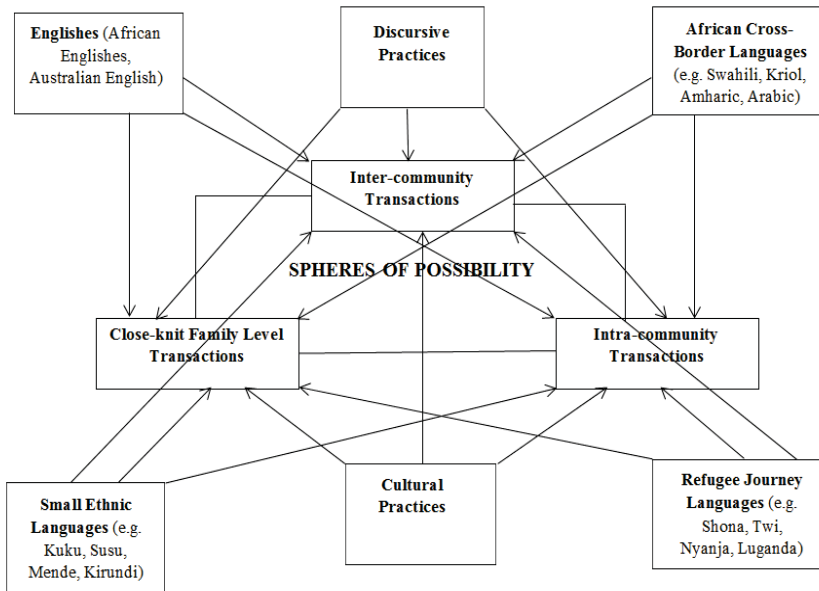 Englishes (African
Englishes,
Australian English)
Discursive
Practices
African Cross-
Border Languages
(e.g. Swahili, Kriol,
Amharic, Arabic)
Inter-community
Transactions
SPHERES OF POSSIBILITY
Close-knit Family Level
Transactions
Intra-community
Transactions
Small Ethnic
Languages (e.g.
Kuku, Susu,
Mende, Kirundi)
Cultural
Practices
Refugee Journey
Languages (e.g.
Shona, Twi,
Nyanja, Luganda)